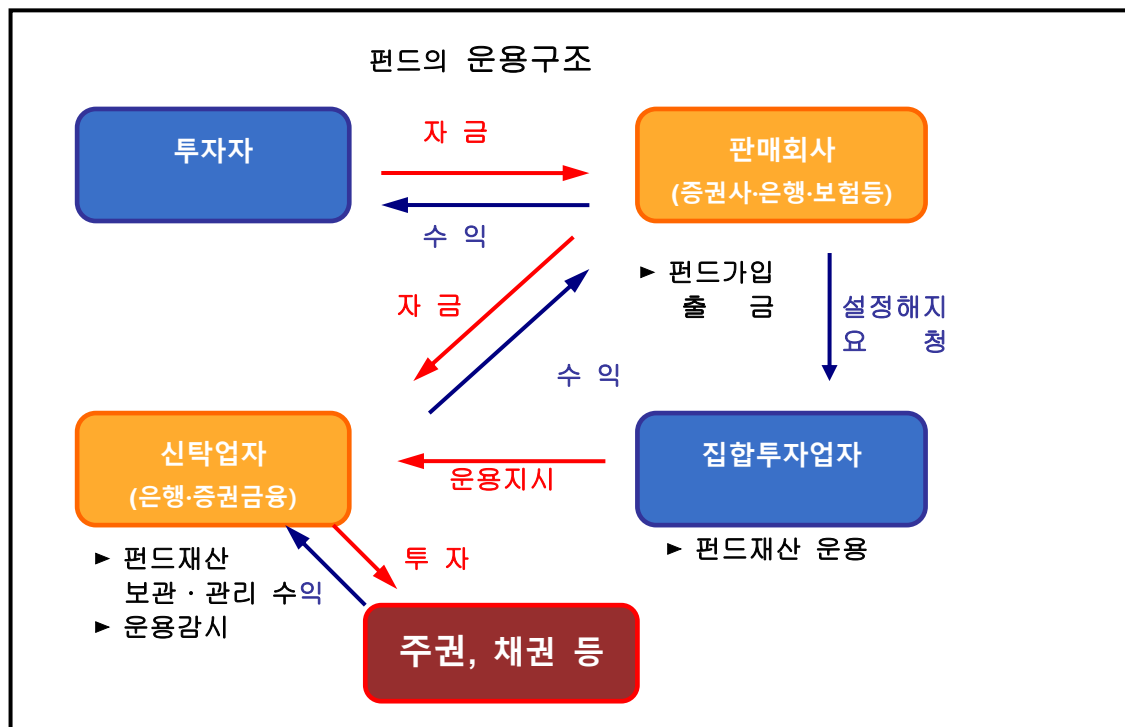 펀드의 운용구조
투자자
자 금
판매회사
(증권사·은행·보험등)
수 익
► 펀드가입
출 금
자 금
설정해지
요 청
수 익
신탁업자
(은행·증권금융)
집합투자업자
운용지시
► 펀드재산 운용
► 펀드재산
보관 · 관리 수익
► 운용감시
투 자
주권, 채권 등